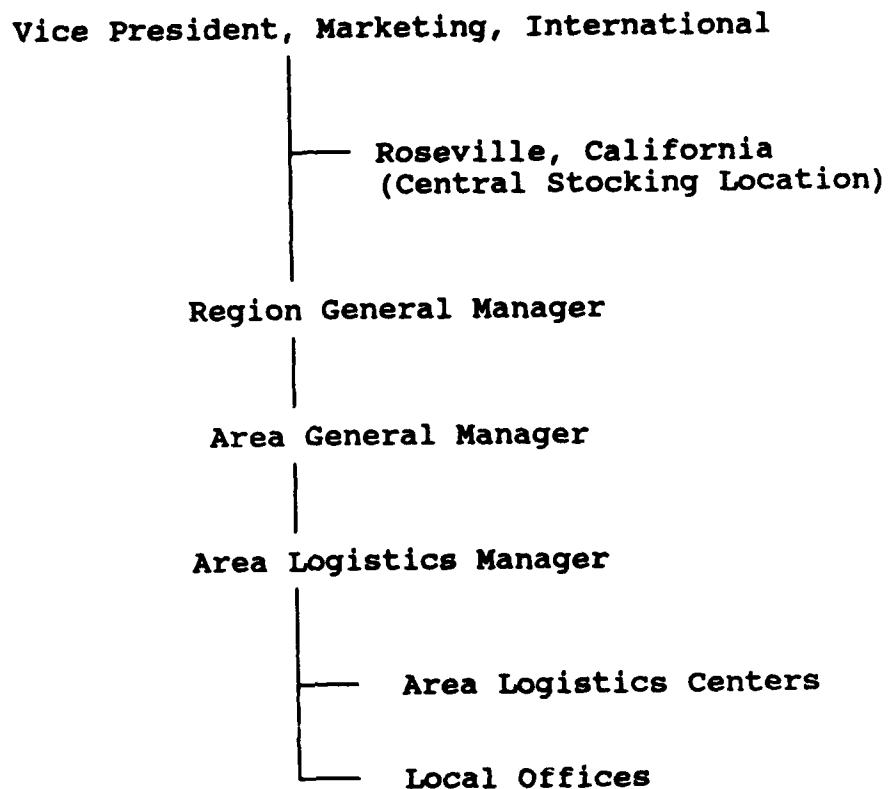 Vice President, Marketing, International
Roseville, California
(Central Stocking Location)
Region General Manager
Area General Manager
Area Logistics Manager
Area Logistics Centers
Local Offices